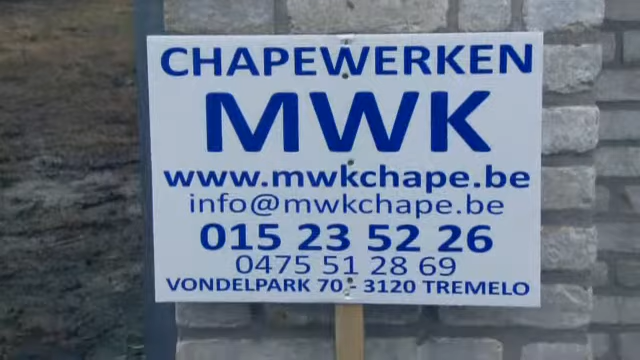 CHAPEWERKEN
MWK
www.mwkchape.be
info@mwkchape.be
015 23 52 26
0475 51 28 69
VONDELPARK 70 - 3120 TREMELO